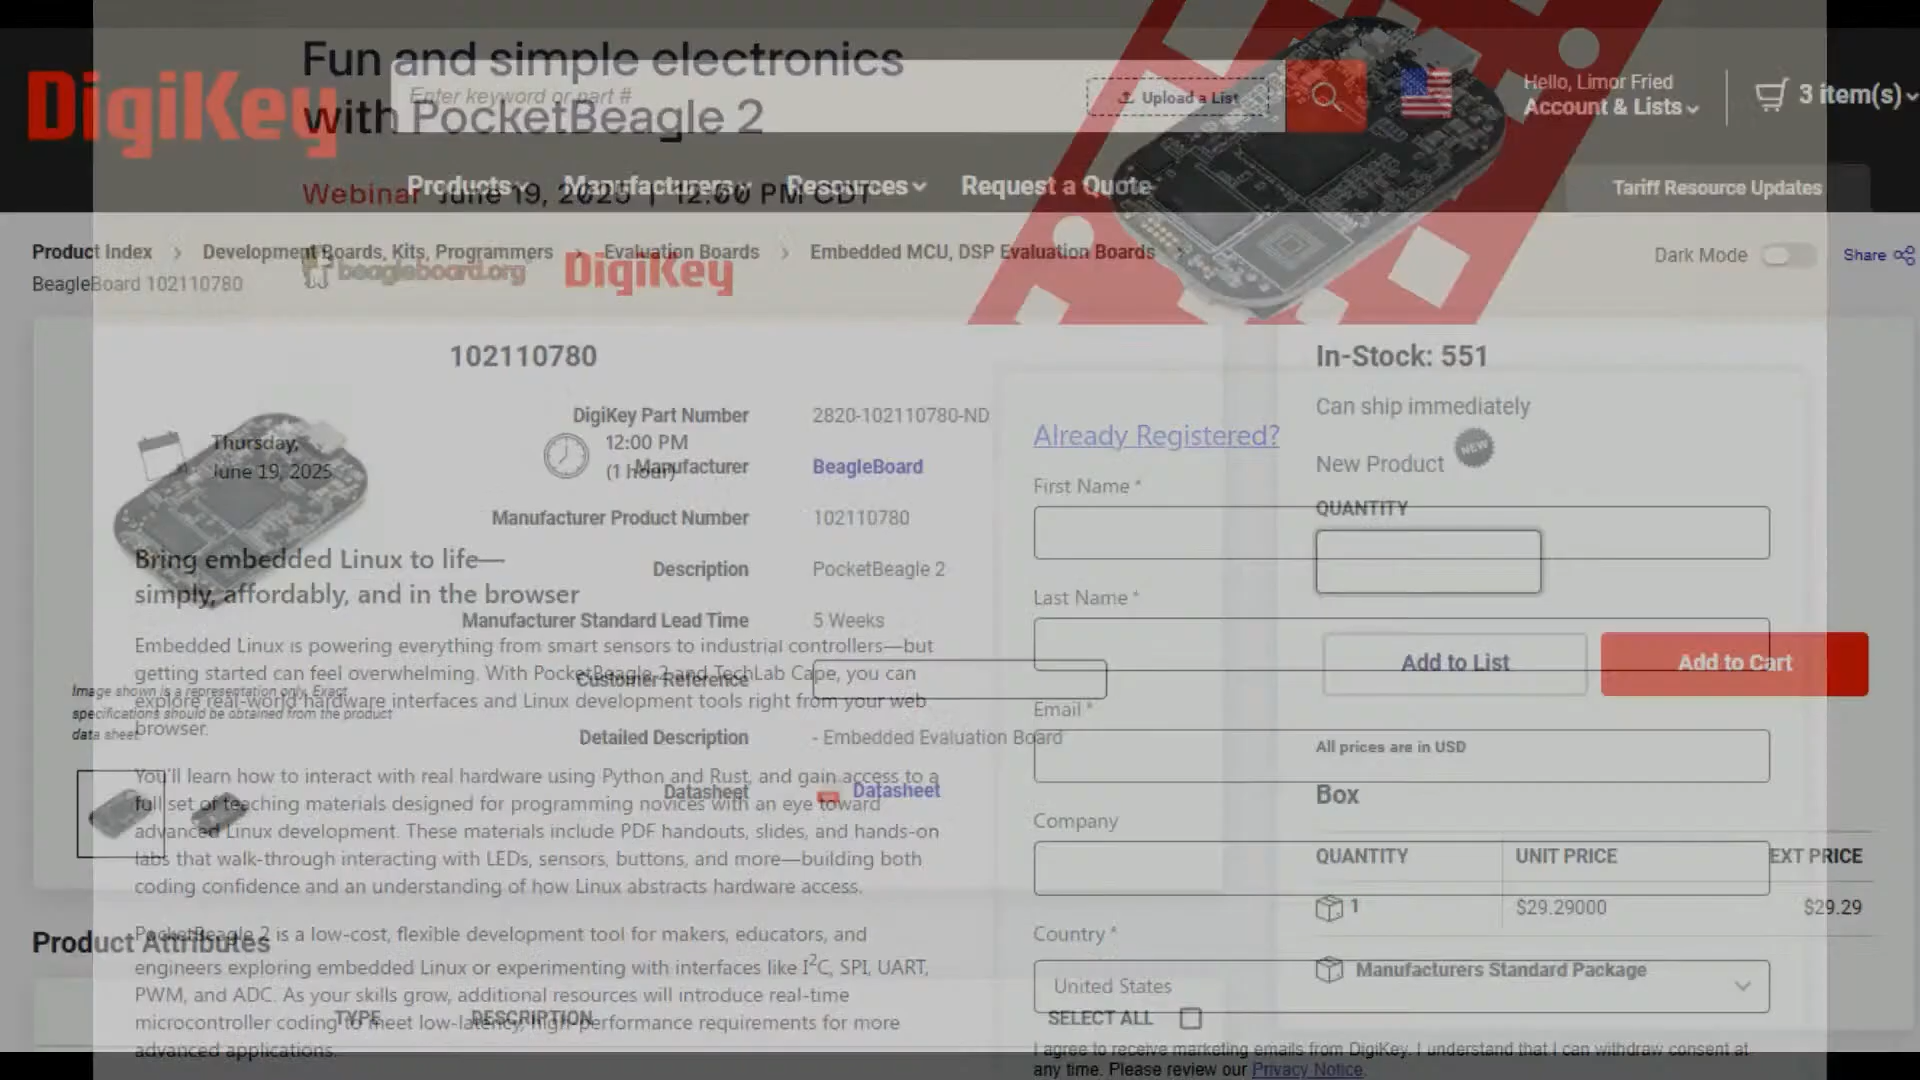 Fun and simple electronics
with PocketBeagle 2
Webinar June 19, 2025 | 12:00 PM CDT
beagleboard.org DigiKey
Thursday,
June 19, 2025
12:00 PM
(1 hour)
Bring embedded Linux to life—
simply, affordably, and in the browser
Embedded Linux is powering everything from smart sensors to industrial controllers—but
getting started can feel overwhelming. With PocketBeagle 2 and TechLab Cape, you can
explore real-world hardware interfaces and Linux development tools right from your web
browser.
You'll learn how to interact with real hardware using Python and Rust, and gain access to a
full set of teaching materials designed for programming novices with an eye toward
advanced Linux development. These materials include PDF handouts, slides, and hands-on
labs that walk-through interacting with LEDs, sensors, buttons, and more—building both
coding confidence and an understanding of how Linux abstracts hardware access.
PocketBeagle 2 is a low-cost, flexible development tool for makers, educators, and
engineers exploring embedded Linux or experimenting with interfaces like I²C, SPI, UART,
PWM, and ADC. As your skills grow, additional resources will introduce real-time
microcontroller coding to meet low-latency, high-performance requirements for more
advanced applications.
Already Registered?
First Name *
Last Name *
Email *
Company
Country *
United States
I agree to receive marketing emails from DigiKey. I understand that I can withdraw consent at
any time. Please review our Privacy Notice.
DigiKey
Enter keyword or part #
Upload a List
Hello, Limor Fried
Account & Lists
3 item(s)
Products Manufacturers Resources Request a Quote
Tariff Resource Updates
Product Index > Development Boards, Kits, Programmers > Evaluation Boards > Embedded MCU, DSP Evaluation Boards >
BeagleBoard 102110780
Dark Mode
Share
102110780
DigiKey Part Number 2820-102110780-ND
Manufacturer BeagleBoard
Manufacturer Product Number 102110780
Description PocketBeagle 2
Manufacturer Standard Lead Time 5 Weeks
Customer Reference
Detailed Description - Embedded Evaluation Board
Datasheet Datasheet
Image shown is a representation only. Exact
specifications should be obtained from the product
data sheet.
In-Stock: 551
Can ship immediately
New Product NEW
QUANTITY
Add to List
Add to Cart
All prices are in USD
Box
QUANTITY UNIT PRICE EXT PRICE
1 $29.29000 $29.29
Manufacturers Standard Package
Product Attributes
TYPE DESCRIPTION SELECT ALL